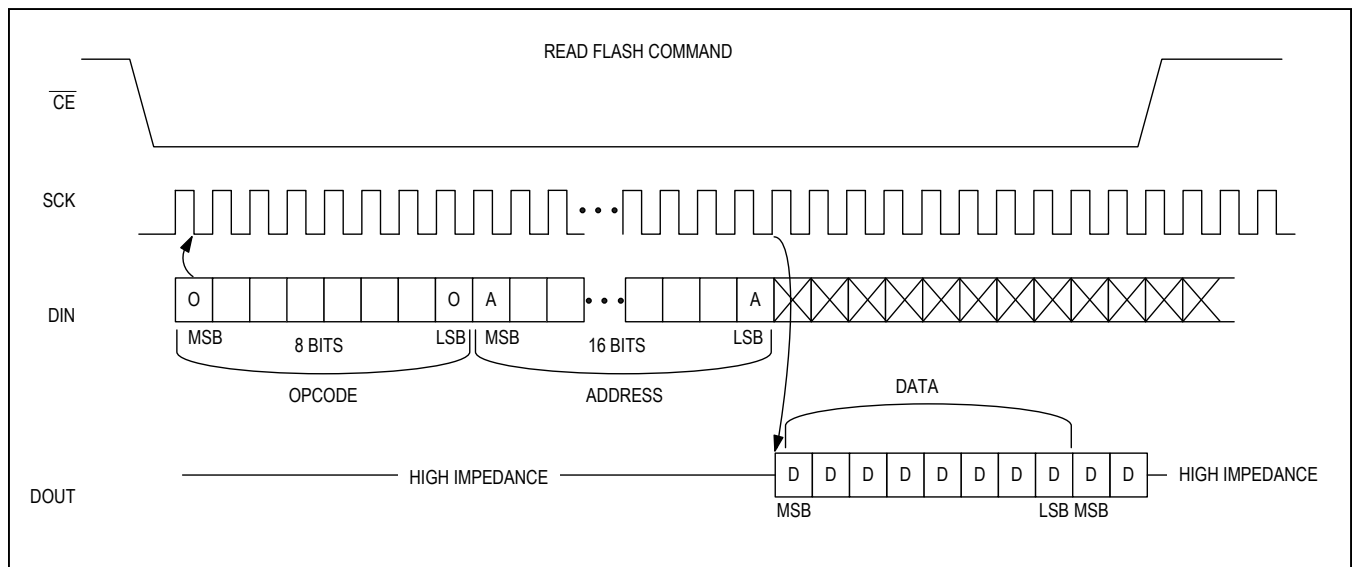 READ FLASH COMMAND
CE
SCK
DIN
O O A A
MSB 8 BITS LSB MSB 16 BITS LSB
OPCODE ADDRESS
DATA
DOUT
HIGH IMPEDANCE D D D D D D D D D D HIGH IMPEDANCE
MSB LSB MSB